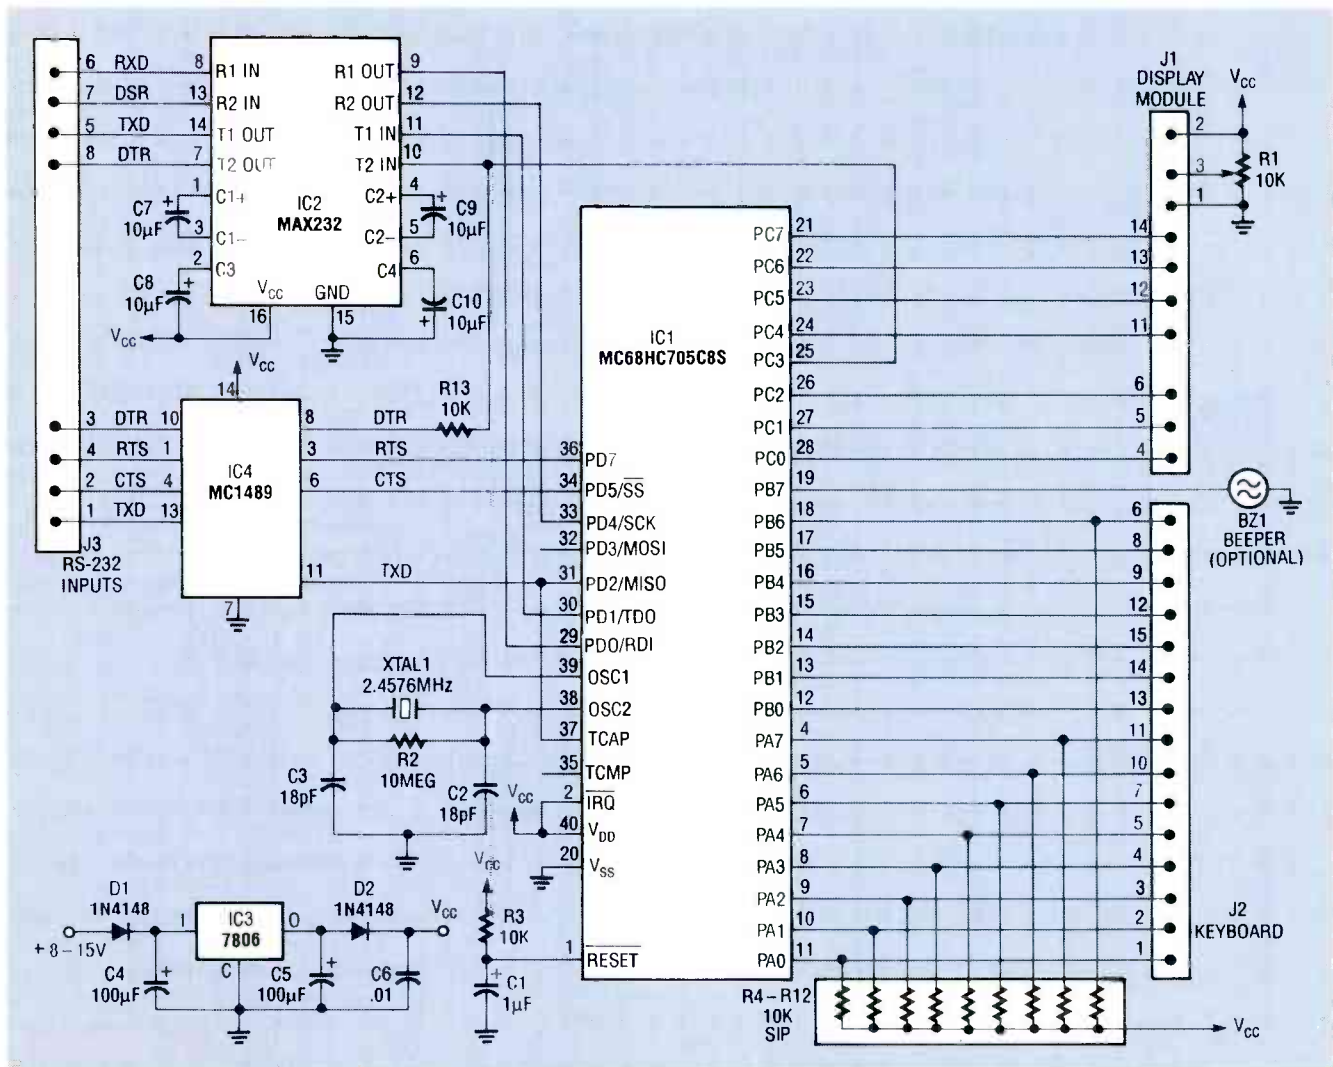 6 RXD 8 R1 IN R1 OUT 9
7 DSR 13 R2 IN R2 OUT 12
5 TXD 14 T1 OUT T1 IN 11
8 DTR 7 T2 OUT T2 IN 10
1 C1+ C2+ 4
C7 10µF + 3 C1− C2− 5 + C9 10µF
IC2
MAX232
2 C3 C4 6
C8 10µF + C10 10µF +
VCC GND
16 15
VCC
VCC
14
3 DTR 10 8 DTR
R13
10K
4 RTS 1 3 RTS
2 CTS 4 6 CTS
1 TXD 13 11 TXD
IC4
MC1489
7
J3
RS-232
INPUTS
XTAL1
2.4576MHz
R2
10MEG
C3
18pF
C2
18pF
VCC
VCC
R3
10K
+
C1
1µF
D1
1N4148
+8−15V
I IC3 O
7806
C
D2
1N4148
VCC
+
C4
100µF
+
C5
100µF
C6
.01
IC1
MC68HC705C8S
36 PD7
34 PD5/SS
33 PD4/SCK
32 PD3/MOSI
31 PD2/MISO
30 PD1/TDO
29 PD0/RDI
39 OSC1
38 OSC2
37 TCAP
35 TCMP
2 IRQ
40 VDD
20 VSS
1 RESET
PC7 21 14
PC6 22 13
PC5 23 12
PC4 24 11
PC3 25
PC2 26 6
PC1 27 5
PC0 28 4
PB7 19
PB6 18 6
PB5 17 8
PB4 16 9
PB3 15 12
PB2 14 15
PB1 13 14
PB0 12 13
PA7 4 11
PA6 5 10
PA5 6 7
PA4 7 5
PA3 8 4
PA2 9 3
PA1 10 2
PA0 11 1
J1
DISPLAY
MODULE
VCC
2
3
1
R1
10K
BZ1
BEEPER
(OPTIONAL)
J2
KEYBOARD
R4−R12
10K
SIP
VCC